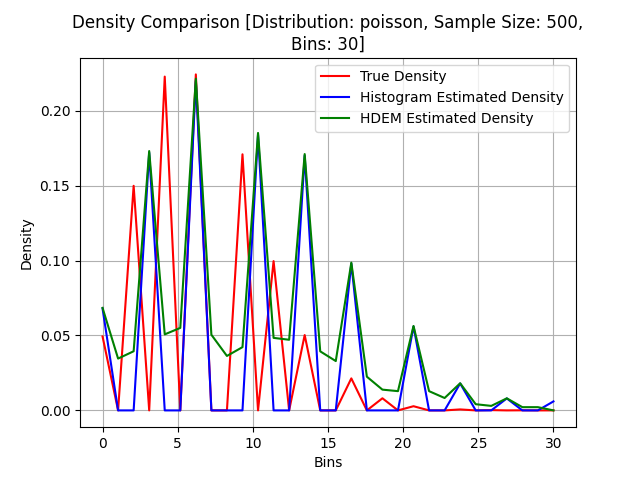 Density Comparison [Distribution: poisson, Sample Size: 500,
Bins: 30]
True Density
Histogram Estimated Density
HDEM Estimated Density
Density
0.20
0.15
0.10
0.05
0.00
0 5 10 15 20 25 30
Bins